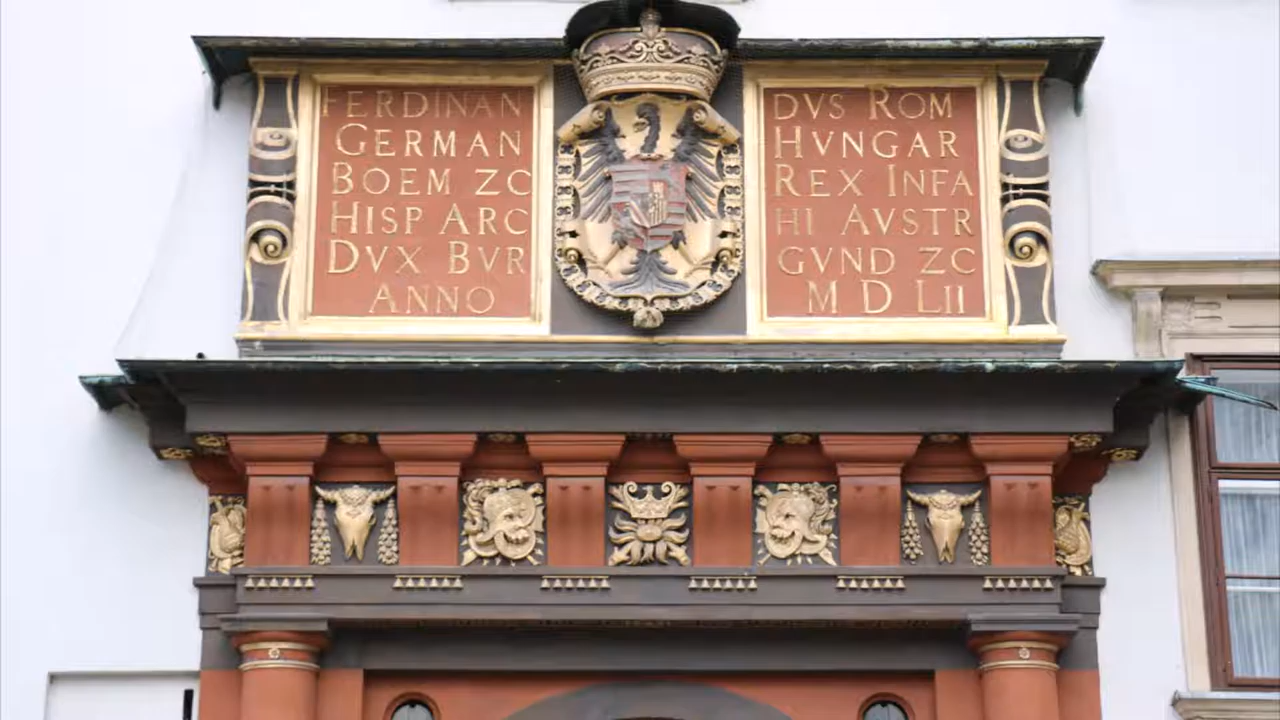 FERDINAN DVS ROM
GERMAN HVNGAR
BOEM ZC REX INFA
HISP ARC HI AVSTR
DVX BVR GVND ZC
ANNO M D LII